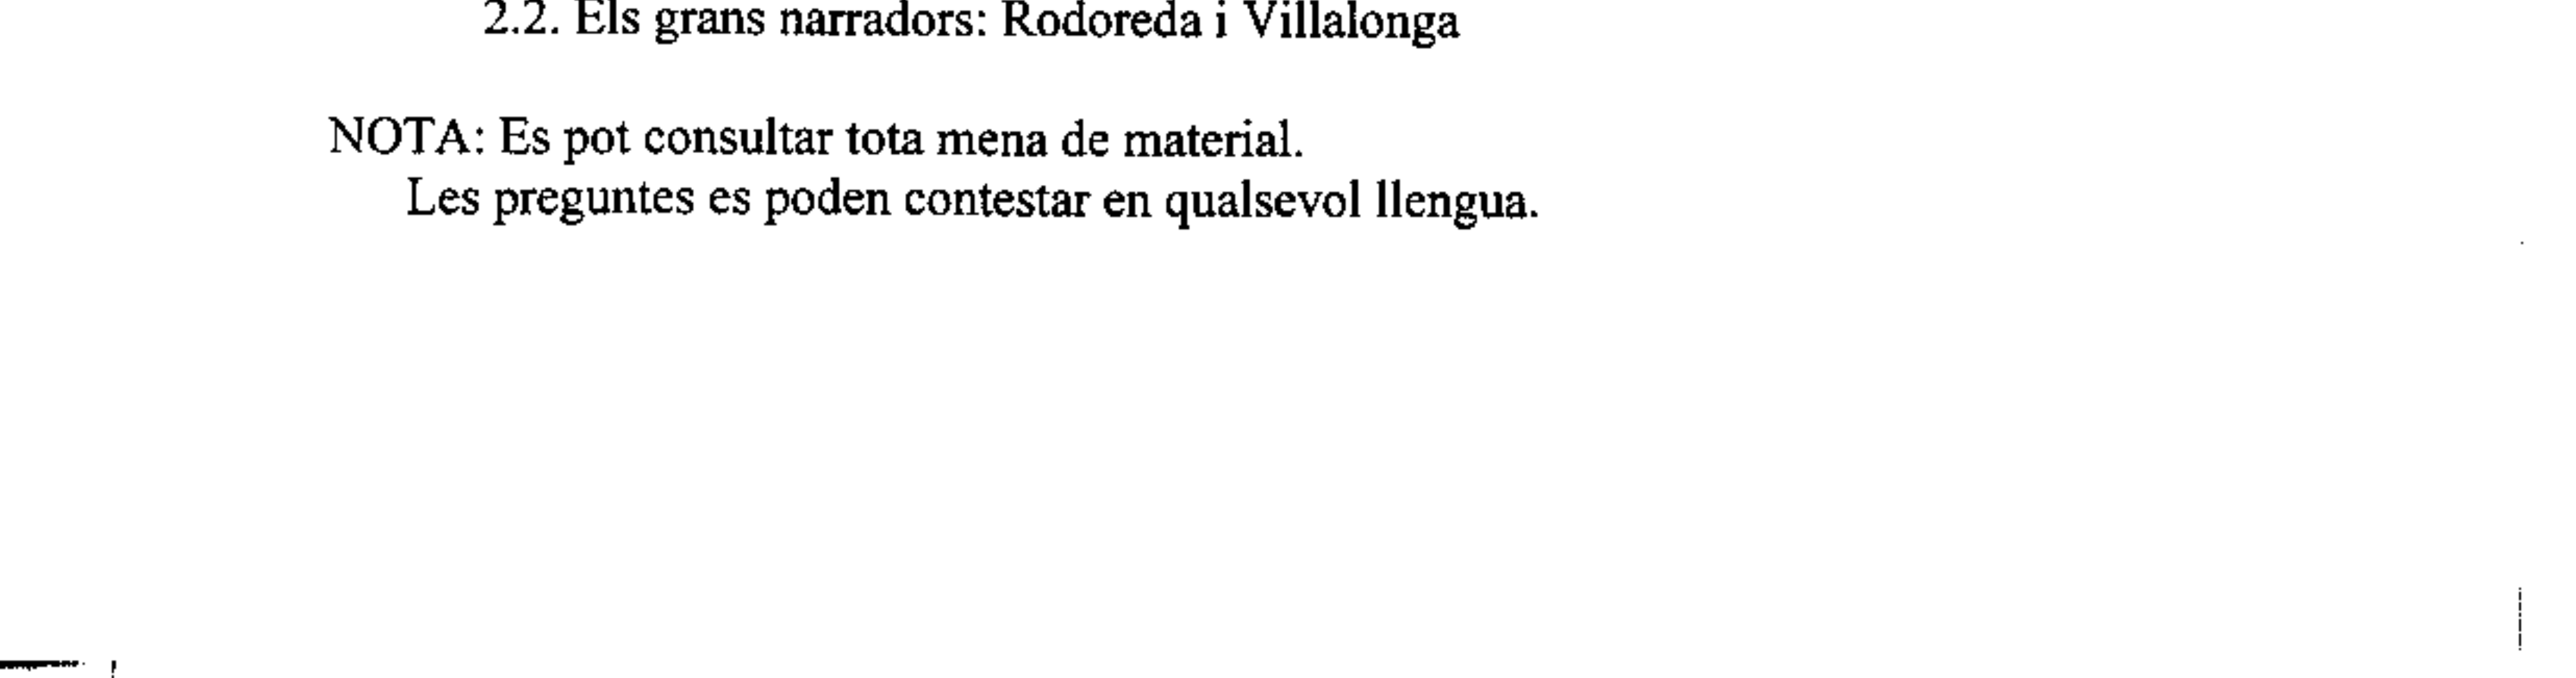 2.2. Els grans narradors: Rodoreda i Villalonga
NOTA: Es pot consultar tota mena de material.
Les preguntes es poden contestar en qualsevol llengua.